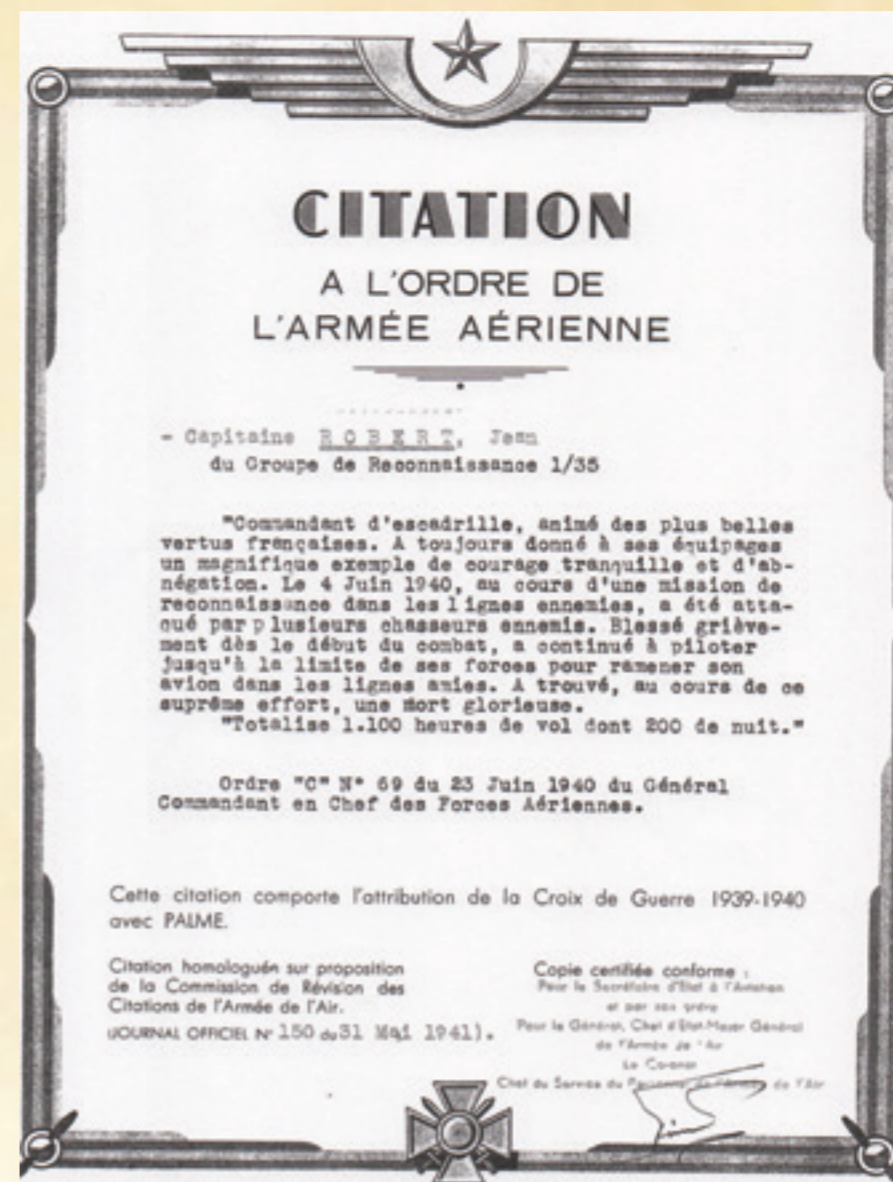 CITATION
A L'ORDRE DE
L'ARMÉE AÉRIENNE
- Capitaine ROBERT, Jean
du Groupe de Reconnaissance 1/35
"Commandant d'escadrille, animé des plus belles
vertus françaises. A toujours donné à ses équipages
un magnifique exemple de courage tranquille et d'ab-
négation. Le 4 Juin 1940, au cours d'une mission de
reconnaissance dans les lignes ennemies, a été atta-
qué par plusieurs chasseurs ennemis. Blessé griève-
ment dès le début du combat, a continué à piloter
jusqu'à la limite de ses forces pour ramener son
avion dans les lignes amies. A trouvé, au cours de ce
suprême effort, une mort glorieuse.
"Totalise 1.100 heures de vol dont 200 de nuit."
Ordre "C" N° 69 du 23 Juin 1940 du Général
Commandant en Chef des Forces Aériennes.
Cette citation comporte l'attribution de la Croix de Guerre 1939-1940
avec PALME.
Citation homologuée sur proposition
de la Commission de Révision des
Citations de l'Armée de l'Air.
(JOURNAL OFFICIEL N° 150 du 31 Mai 1941).
Copie certifiée conforme :
Pour le Secrétaire d'Etat à l'Aviation
et par son ordre
Pour le Général, Chef d'Etat-Major Général
de l'Armée de l'Air
Le Colonel
Chef du Service du Personnel de l'Armée de l'Air